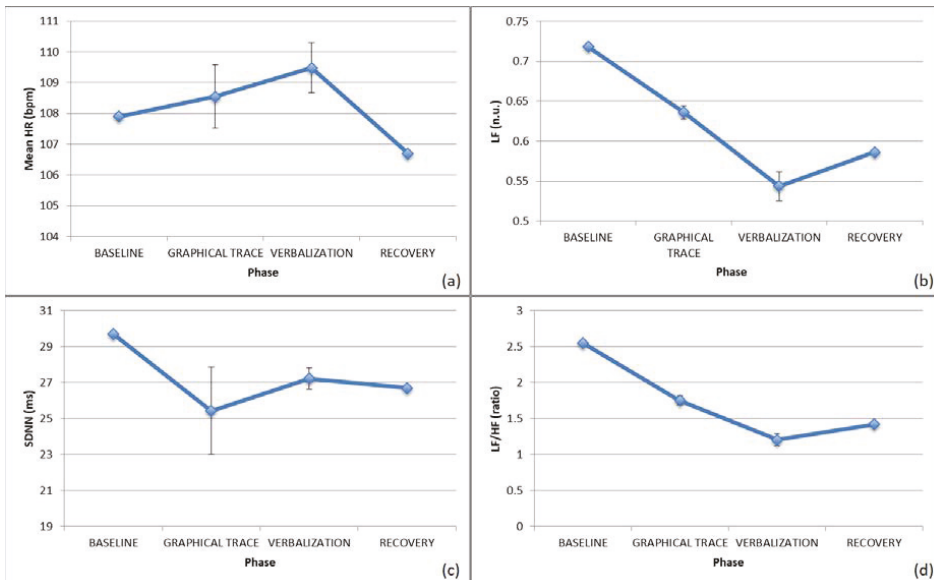 Mean HR (bpm)
110
109
108
107
106
105
104
BASELINE
GRAPHICAL TRACE
VERBALIZATION
RECOVERY
Phase
(a)
LF (n.u.)
0.75
0.7
0.65
0.6
0.55
0.5
BASELINE
GRAPHICAL
TRACE
VERBALIZATION
RECOVERY
Phase
(b)
SDNN (ms)
31
29
27
25
23
21
19
BASELINE
GRAPHICAL TRACE
VERBALIZATION
RECOVERY
Phase
(c)
LF/HF (ratio)
3
2.5
2
1.5
1
0.5
0
BASELINE
GRAPHICAL TRACE
VERBALIZATION
RECOVERY
Phase
(d)